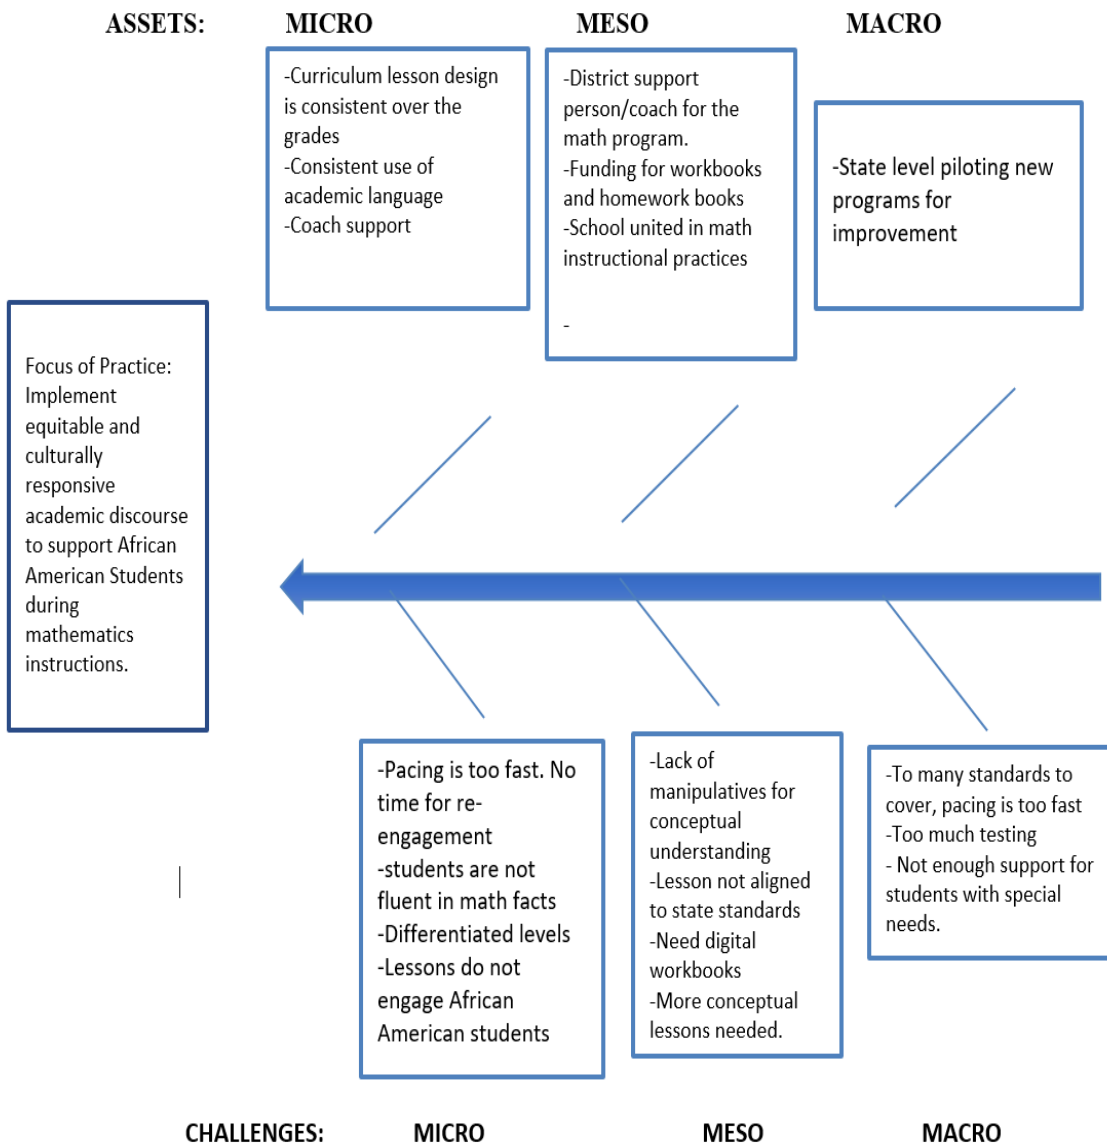 ASSETS:
MICRO
MESO
MACRO
-Curriculum lesson design
is consistent over the
grades
-Consistent use of
academic language
-Coach support
-District support
person/coach for the
math program.
-Funding for workbooks
and homework books
-School united in math
instructional practices
-
-State level piloting new
programs for
improvement
Focus of Practice:
Implement
equitable and
culturally
responsive
academic discourse
to support African
American Students
during
mathematics
instructions.
-Pacing is too fast. No
time for re-
engagement
-students are not
fluent in math facts
-Differentiated levels
-Lessons do not
engage African
American students
-Lack of
manipulatives for
conceptual
understanding
-Lesson not aligned
to state standards
-Need digital
workbooks
-More conceptual
lessons needed.
-To many standards to
cover, pacing is too fast
-Too much testing
- Not enough support for
students with special
needs.
CHALLENGES:
MICRO
MESO
MACRO